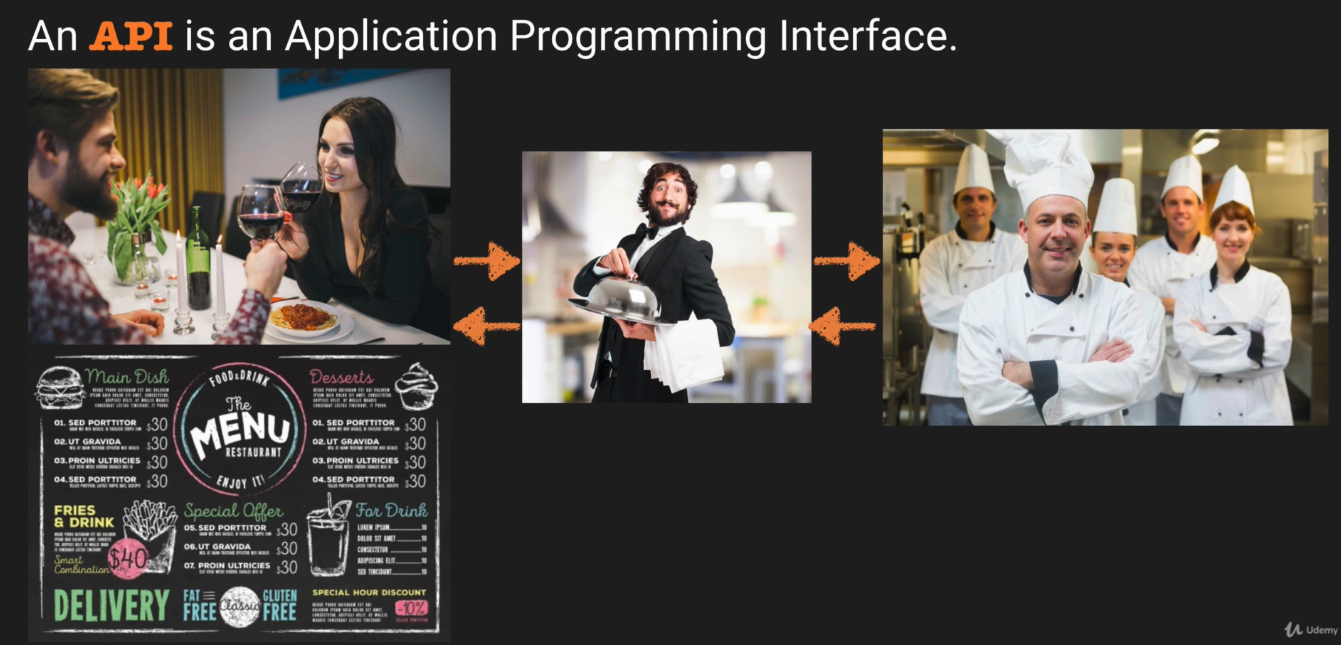 An API is an Application Programming Interface.
Main Dish
FOOD & DRINK
The
MENU
RESTAURANT
ENJOY IT!
Desserts
01. SED PORTTITOR $30
02. UT GRAVIDA $30
03. PROIN ULTRICIES $30
04. SED PORTTITOR $30
01. SED PORTTITOR $30
02. UT GRAVIDA $30
03. PROIN ULTRICIES $30
04. SED PORTTITOR $30
FRIES
& DRINK
Smart
Combination
$40
Special Offer
05. SED PORTTITOR $30
06. UT GRAVIDA $30
07. PROIN ULTRICIES $30
For Drink
LOREM IPSUM 10
DOLOR SIT AMET 10
CONSECTETUR 10
ADIPISCING ELIT 10
SED TINCIDUNT 10
DELIVERY
FAT
FREE
Classic
GLUTEN
FREE
SPECIAL HOUR DISCOUNT
-10%
Udemy